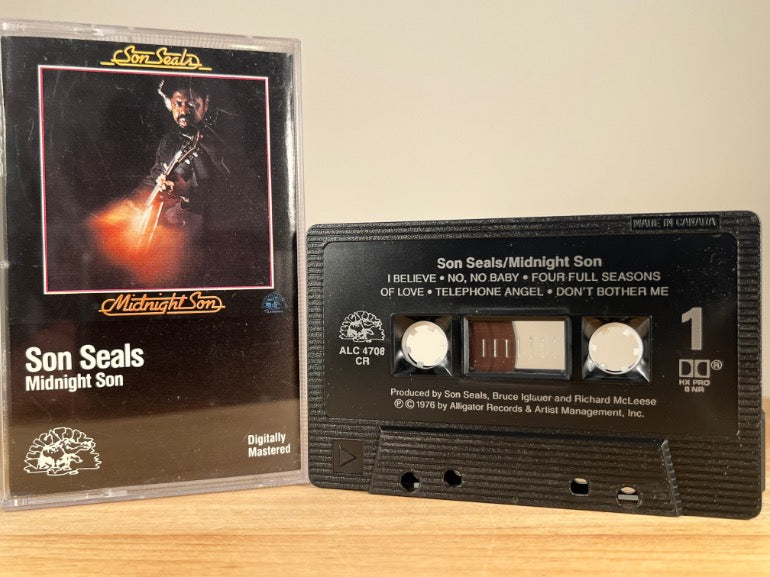 Son Seals
Midnight Son
Son Seals
Midnight Son
Digitally
Mastered
MADE IN CANADA
Son Seals/Midnight Son
I BELIEVE • NO, NO BABY • FOUR FULL SEASONS
OF LOVE • TELEPHONE ANGEL • DON'T BOTHER ME
ALC 4708
CR
1
HX PRO
B NR
Produced by Son Seals, Bruce Iglauer and Richard McLeese
℗ © 1976 by Alligator Records & Artist Management, Inc.